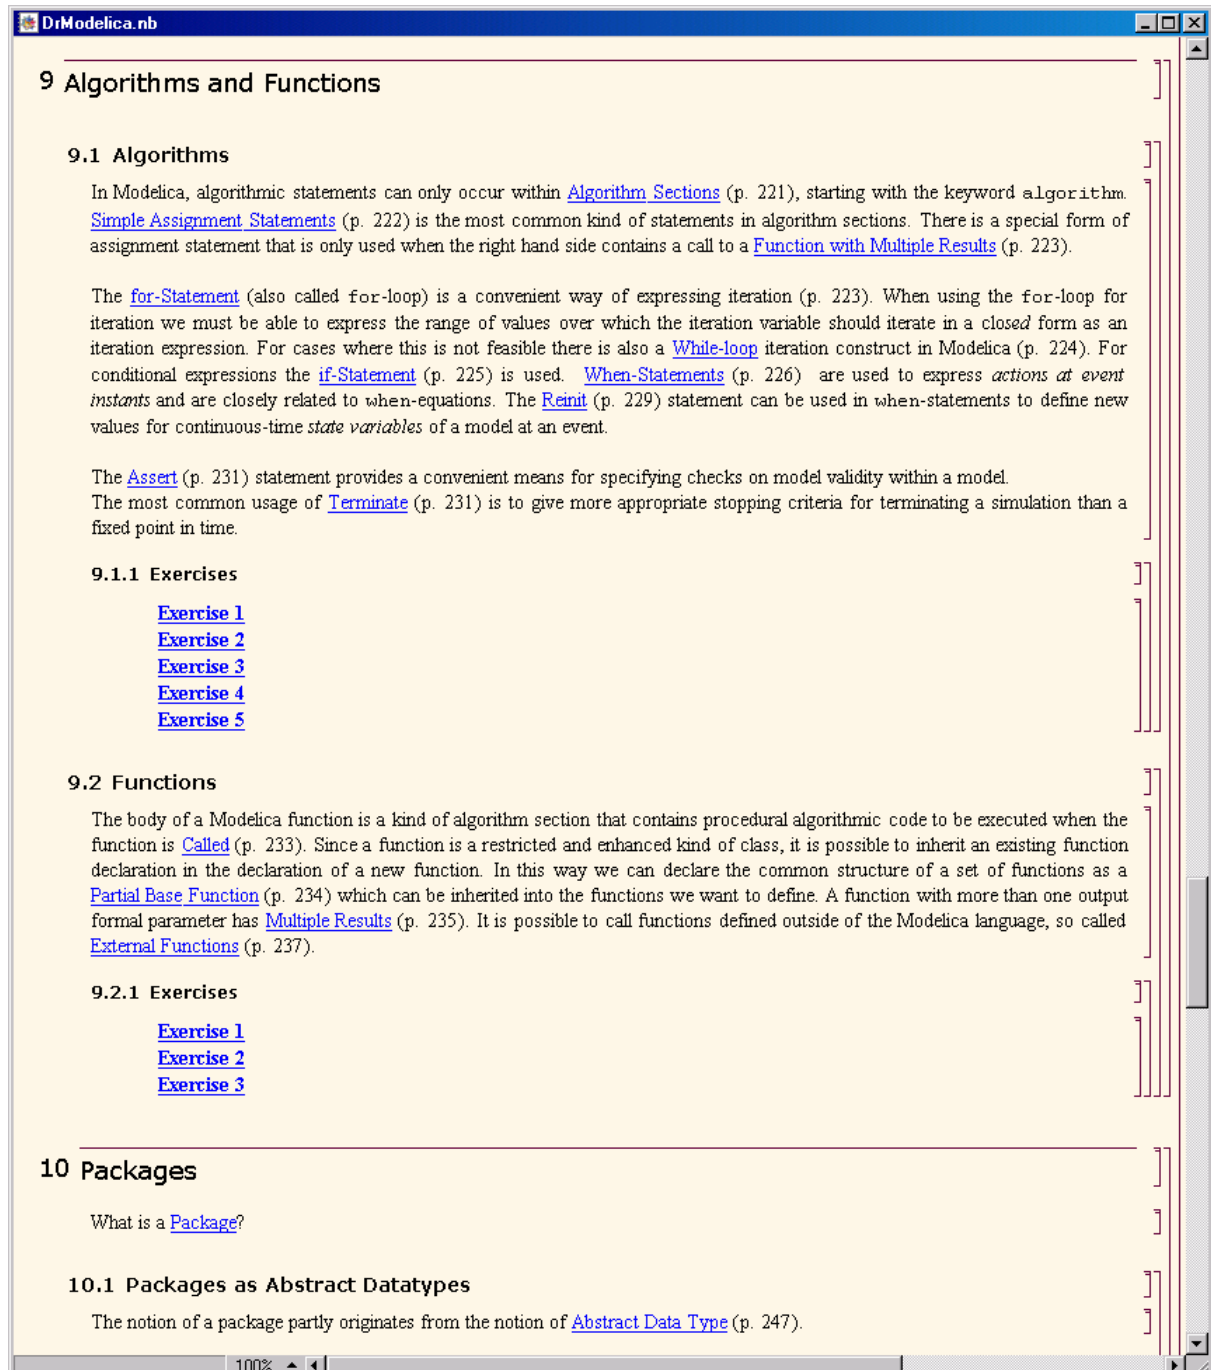 DrModelica.nb
9 Algorithms and Functions
9.1 Algorithms
In Modelica, algorithmic statements can only occur within Algorithm Sections (p. 221), starting with the keyword algorithm.
Simple Assignment Statements (p. 222) is the most common kind of statements in algorithm sections. There is a special form of
assignment statement that is only used when the right hand side contains a call to a Function with Multiple Results (p. 223).
The for-Statement (also called for-loop) is a convenient way of expressing iteration (p. 223). When using the for-loop for
iteration we must be able to express the range of values over which the iteration variable should iterate in a closed form as an
iteration expression. For cases where this is not feasible there is also a While-loop iteration construct in Modelica (p. 224). For
conditional expressions the if-Statement (p. 225) is used. When-Statements (p. 226) are used to express actions at event
instants and are closely related to when-equations. The Reinit (p. 229) statement can be used in when-statements to define new
values for continuous-time state variables of a model at an event.
The Assert (p. 231) statement provides a convenient means for specifying checks on model validity within a model.
The most common usage of Terminate (p. 231) is to give more appropriate stopping criteria for terminating a simulation than a
fixed point in time.
9.1.1 Exercises
Exercise 1
Exercise 2
Exercise 3
Exercise 4
Exercise 5
9.2 Functions
The body of a Modelica function is a kind of algorithm section that contains procedural algorithmic code to be executed when the
function is Called (p. 233). Since a function is a restricted and enhanced kind of class, it is possible to inherit an existing function
declaration in the declaration of a new function. In this way we can declare the common structure of a set of functions as a
Partial Base Function (p. 234) which can be inherited into the functions we want to define. A function with more than one output
formal parameter has Multiple Results (p. 235). It is possible to call functions defined outside of the Modelica language, so called
External Functions (p. 237).
9.2.1 Exercises
Exercise 1
Exercise 2
Exercise 3
10 Packages
What is a Package?
10.1 Packages as Abstract Datatypes
The notion of a package partly originates from the notion of Abstract Data Type (p. 247).
100%